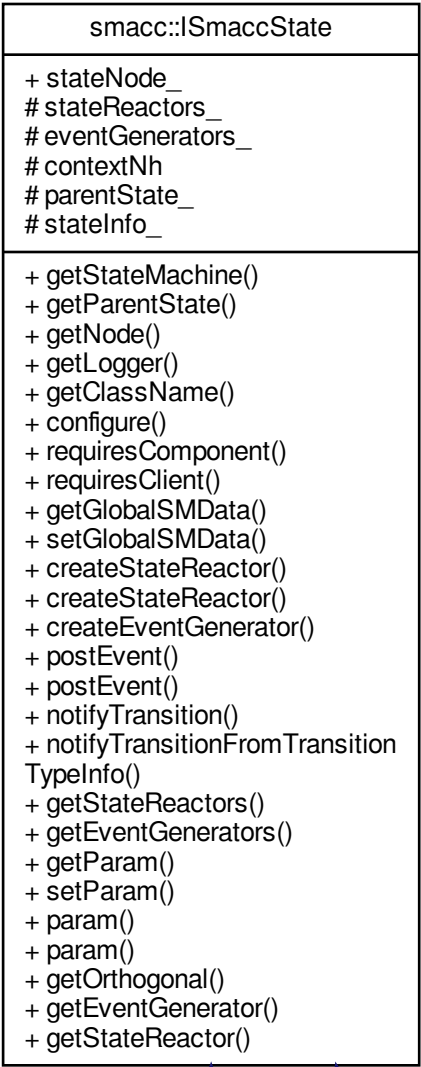 smacc::ISmaccState
+ stateNode_
# stateReactors_
# eventGenerators_
# contextNh
# parentState_
# stateInfo_
+ getStateMachine()
+ getParentState()
+ getNode()
+ getLogger()
+ getClassName()
+ configure()
+ requiresComponent()
+ requiresClient()
+ getGlobalSMData()
+ setGlobalSMData()
+ createStateReactor()
+ createStateReactor()
+ createEventGenerator()
+ postEvent()
+ postEvent()
+ notifyTransition()
+ notifyTransitionFromTransition
TypeInfo()
+ getStateReactors()
+ getEventGenerators()
+ getParam()
+ setParam()
+ param()
+ param()
+ getOrthogonal()
+ getEventGenerator()
+ getStateReactor()